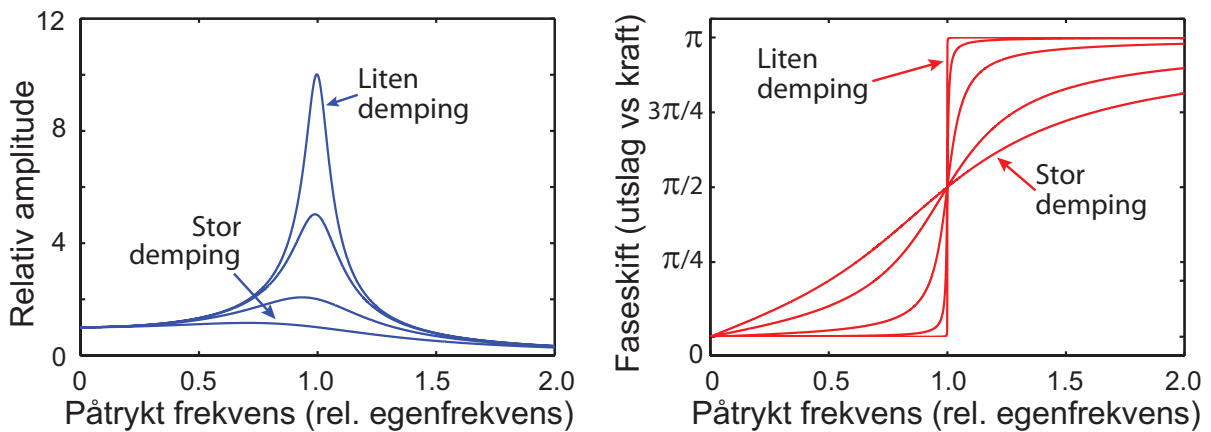 12
8
4
0
Relativ amplitude
Liten
demping
Stor
demping
0
0.5
1.0
1.5
2.0
Påtrykt frekvens (rel. egenfrekvens)
π
3π/4
π/2
π/4
0
Faseskift (utslag vs kraft)
Liten
demping
Stor
demping
0
0.5
1.0
1.5
2.0
Påtrykt frekvens (rel. egenfrekvens)